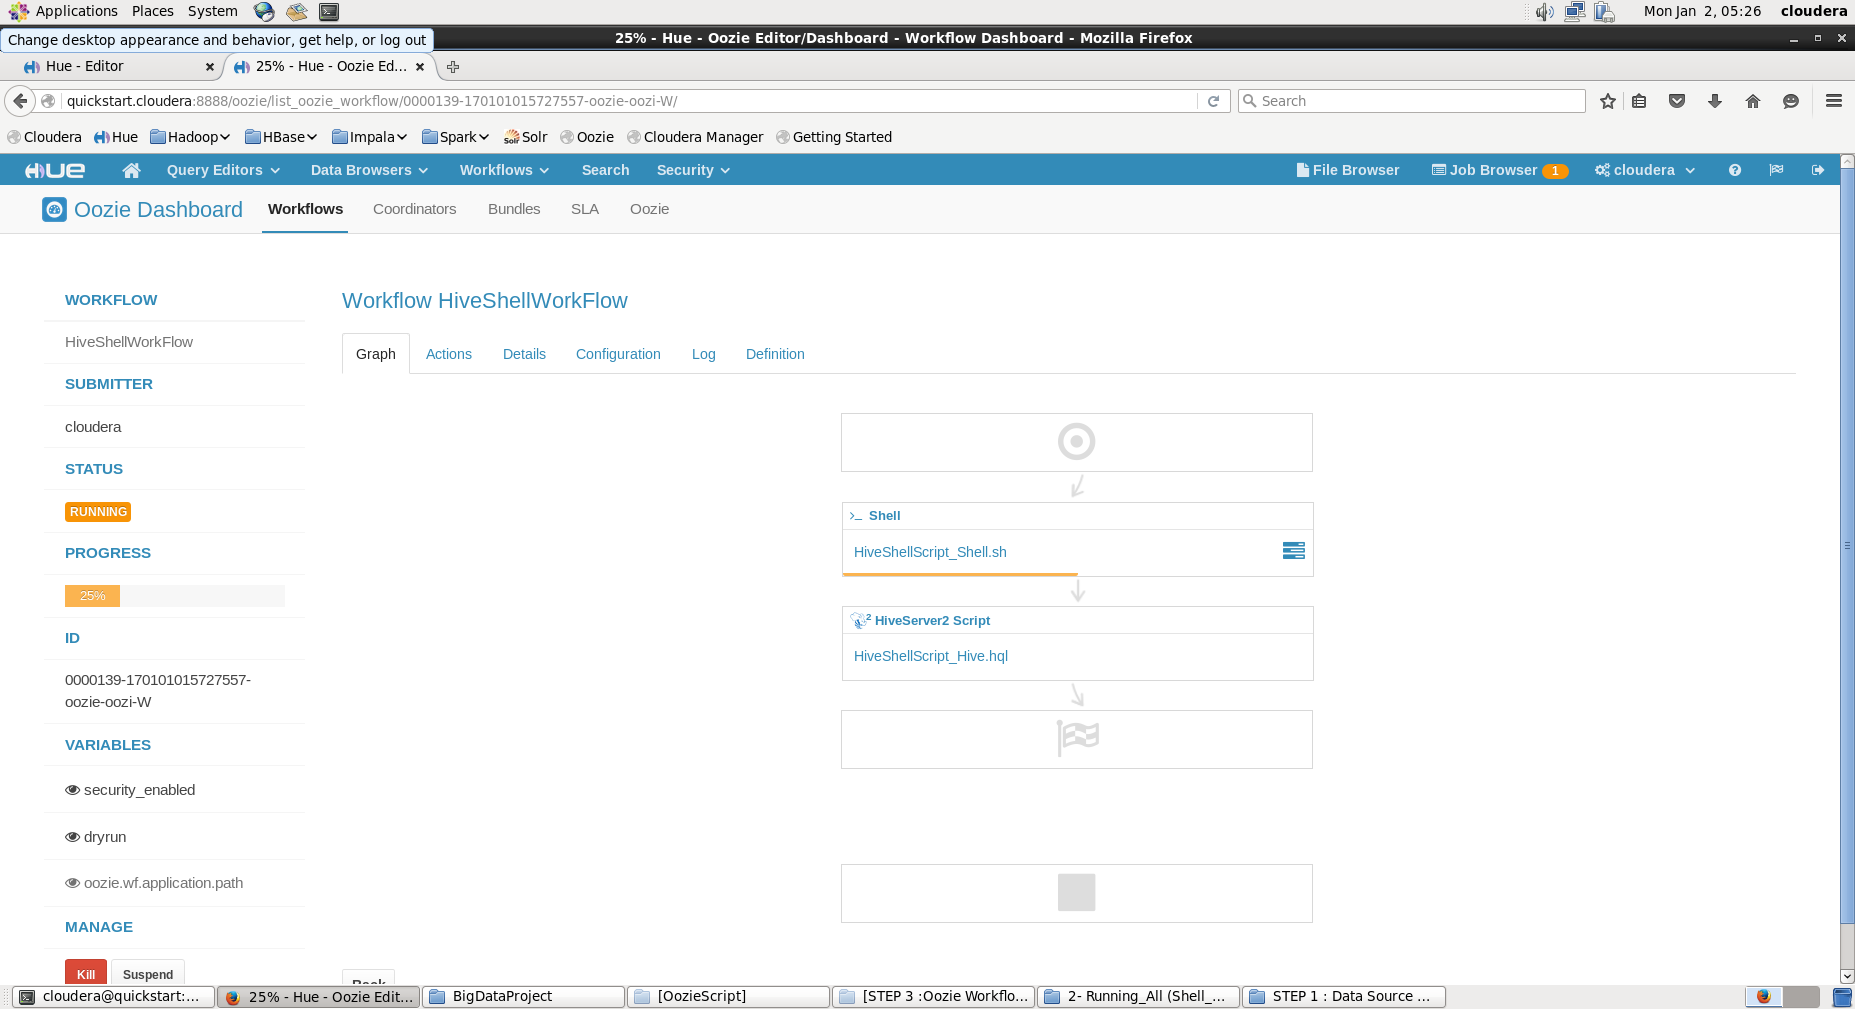 Applications Places System Mon Jan 2, 05:26 cloudera
Change desktop appearance and behavior, get help, or log out
25% - Hue - Oozie Editor/Dashboard - Workflow Dashboard - Mozilla Firefox
Hue - Editor 25% - Hue - Oozie Ed...
quickstart.cloudera:8888/oozie/list_oozie_workflow/0000139-170101015727557-oozie-oozi-W/ Search
Cloudera Hue Hadoop HBase Impala Spark Solr Oozie Cloudera Manager Getting Started
HUE Query Editors Data Browsers Workflows Search Security File Browser Job Browser 1 cloudera
Oozie Dashboard Workflows Coordinators Bundles SLA Oozie
WORKFLOW
HiveShellWorkFlow
SUBMITTER
cloudera
STATUS
RUNNING
PROGRESS
25%
ID
0000139-170101015727557-
oozie-oozi-W
VARIABLES
security_enabled
dryrun
oozie.wf.application.path
MANAGE
Kill Suspend
Workflow HiveShellWorkFlow
Graph Actions Details Configuration Log Definition
Shell
HiveShellScript_Shell.sh
2 HiveServer2 Script
HiveShellScript_Hive.hql
Back
cloudera@quickstart:... 25% - Hue - Oozie Edit... BigDataProject [OozieScript] [STEP 3 :Oozie Workflo... 2- Running_All (Shell_... STEP 1 : Data Source ...